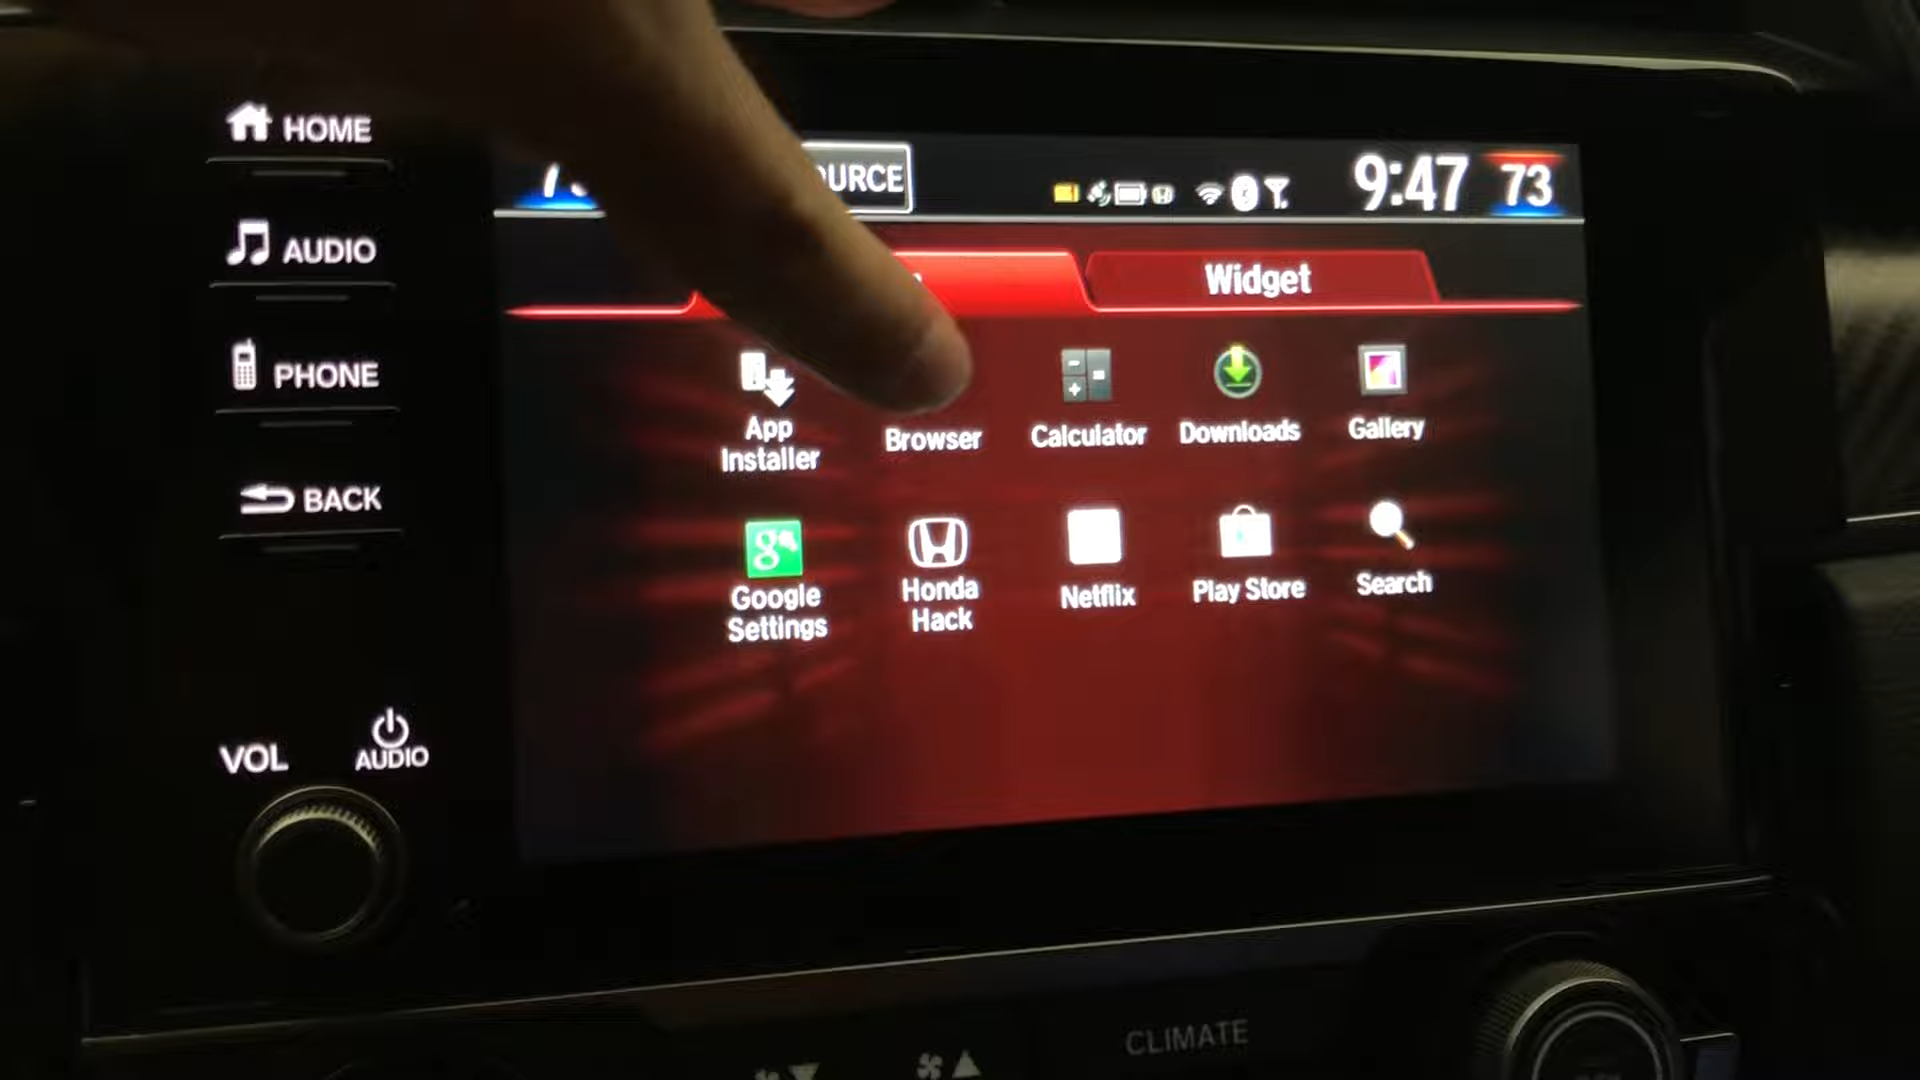 HOME
9:47
73
AUDIO
Widget
PHONE
BACK
App
Installer
Browser
Calculator
Downloads
Gallery
Google
Settings
Honda
Hack
Netflix
Play Store
Search
VOL
AUDIO
CLIMATE